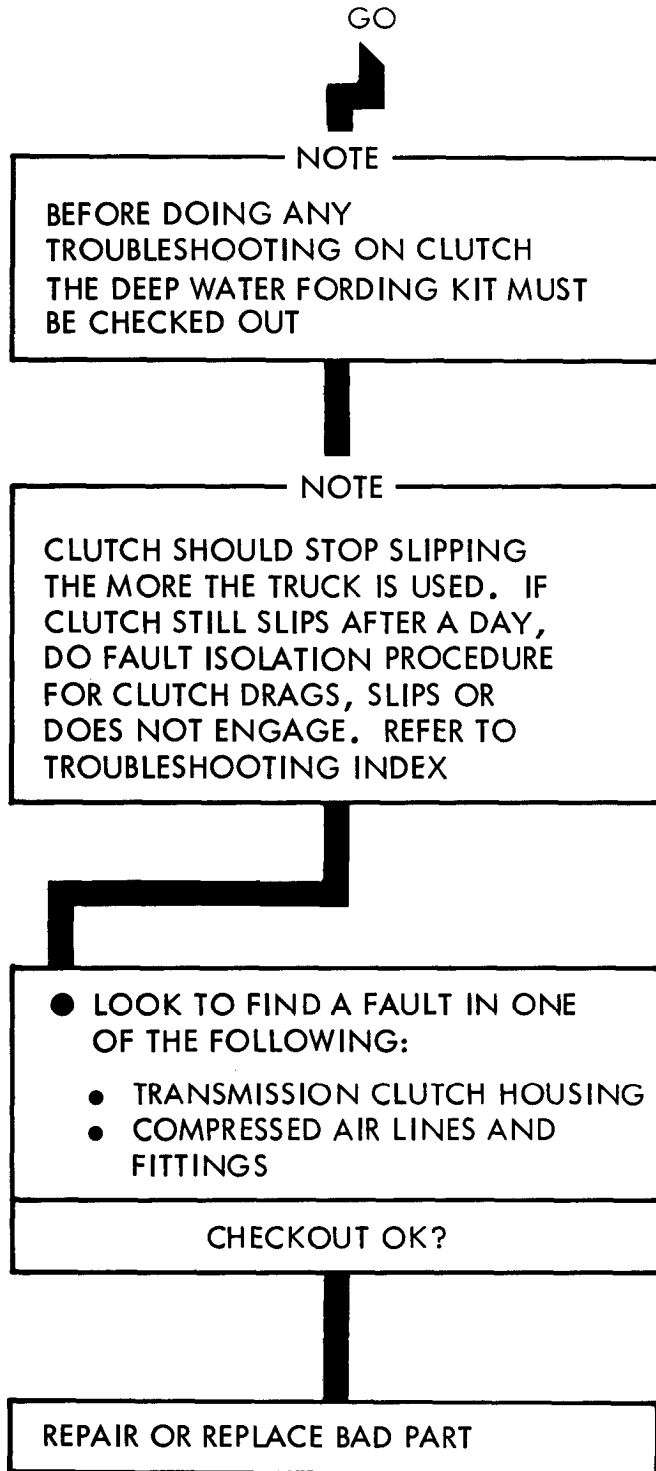 GO
NOTE
BEFORE DOING ANY
TROUBLESHOOTING ON CLUTCH
THE DEEP WATER FORDING KIT MUST
BE CHECKED OUT
NOTE
CLUTCH SHOULD STOP SLIPPING
THE MORE THE TRUCK IS USED. IF
CLUTCH STILL SLIPS AFTER A DAY,
DO FAULT ISOLATION PROCEDURE
FOR CLUTCH DRAGS, SLIPS OR
DOES NOT ENGAGE. REFER TO
TROUBLESHOOTING INDEX
● LOOK TO FIND A FAULT IN ONE
OF THE FOLLOWING:
● TRANSMISSION CLUTCH HOUSING
● COMPRESSED AIR LINES AND
FITTINGS
CHECKOUT OK?
REPAIR OR REPLACE BAD PART